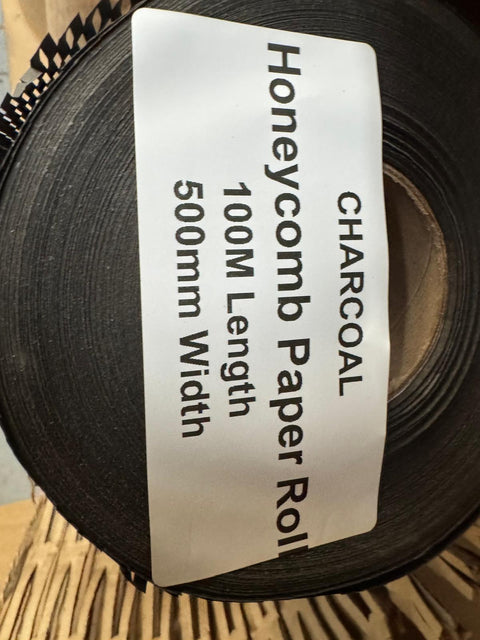 CHARCOAL
Honeycomb Paper Roll
100M Length
500mm Width